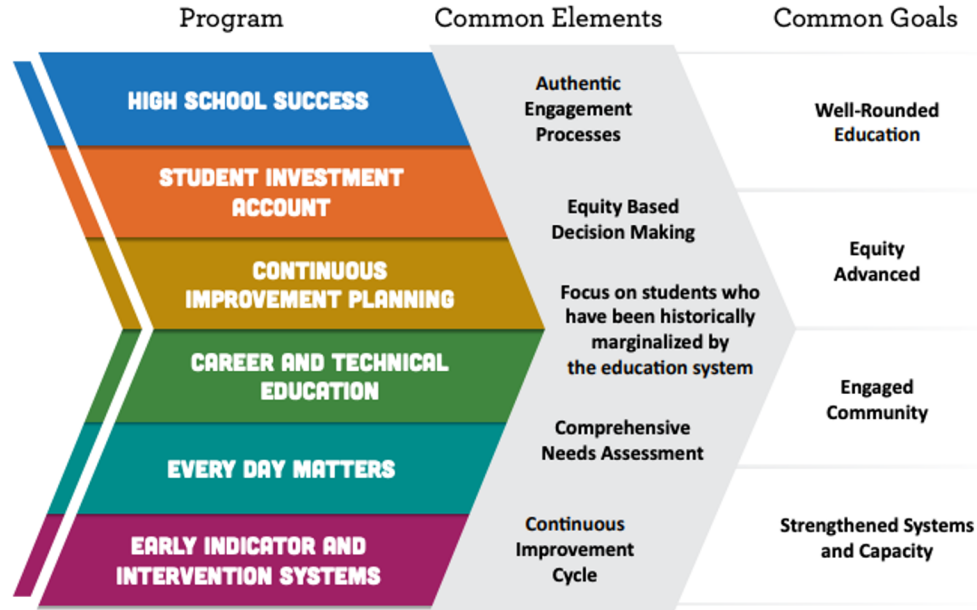 Program
Common Elements
Common Goals
HIGH SCHOOL SUCCESS
STUDENT INVESTMENT
ACCOUNT
CONTINUOUS
IMPROVEMENT PLANNING
CAREER AND TECHNICAL
EDUCATION
EVERY DAY MATTERS
EARLY INDICATOR AND
INTERVENTION SYSTEMS
Authentic
Engagement
Processes
Equity Based
Decision Making
Focus on students who
have been historically
marginalized by
the education system
Comprehensive
Needs Assessment
Continuous
Improvement
Cycle
Well-Rounded
Education
Equity
Advanced
Engaged
Community
Strengthened Systems
and Capacity